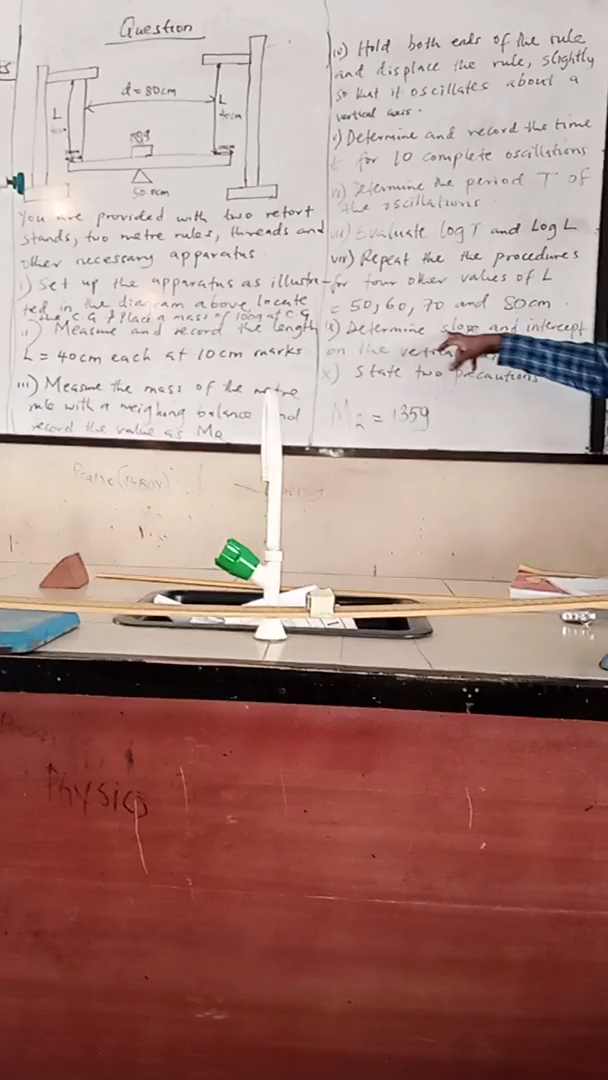 Question
d = 80cm
L
L
50.0cm
You are provided with two retort
stands, two metre rules, threads and
other necessary apparatus.
i) Set up the apparatus as illustra-
ted in the diagram above locate
the C.G & Place a mass of 100g at C.G
ii) Measure and record the length
L = 40cm each at 10cm marks.
iii) Measure the mass of the metre
rule with a weighing balance and
record the value as
iv) Hold both ends of the rule
and displace the rule, slightly
so that it oscillates about a
vertical axis.
v) Determine and record the time
t for 10 complete oscillations
vi) Determine the period T of
the oscillations
Evaluate log T and Log L
viii) Repeat the the procedures
for four other values of L
= 50, 60, 70 and 80cm.
Determine slope and intercept
on the vertical
x) State two precautions
= 135g
Physics